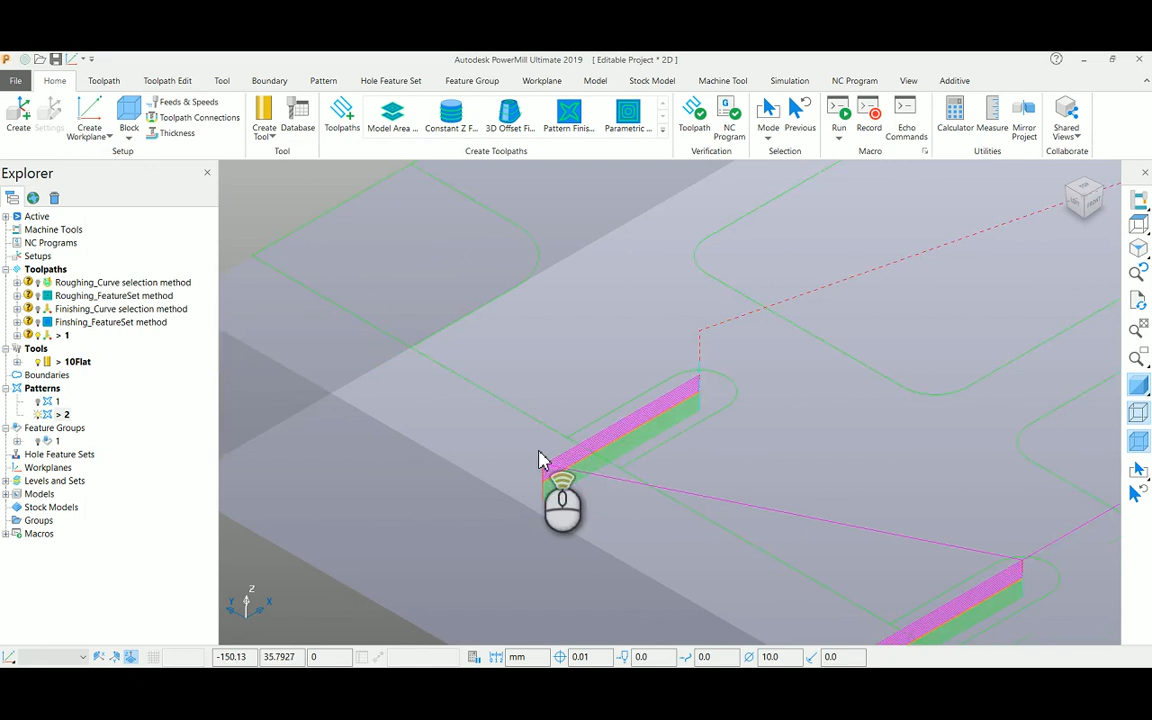 Autodesk PowerMill Ultimate 2019 [ Editable Project * 2D ]
File Home Toolpath Toolpath Edit Tool Boundary Pattern Hole Feature Set Feature Group Workplane Model Stock Model Machine Tool Simulation NC Program View Additive
Create
Settings
Create Workplane
Block
Feeds & Speeds
Toolpath Connections
Thickness
Create Tool
Database
Toolpaths
Model Area ...
Constant Z F...
3D Offset Fi...
Pattern Finis...
Parametric ...
Toolpath
NC Program
Mode
Previous
Run
Record
Echo Commands
Calculator
Measure
Mirror Project
Shared Views
Setup
Tool
Create Toolpaths
Verification
Selection
Macro
Utilities
Collaborate
Explorer
Active
Machine Tools
NC Programs
Setups
Toolpaths
Roughing_Curve selection method
Roughing_FeatureSet method
Finishing_Curve selection method
Finshing_FeatureSet method
> 1
Tools
> 10Flat
Boundaries
Patterns
1
> 2
Feature Groups
1
Hole Feature Sets
Workplanes
Levels and Sets
Models
Stock Models
Groups
Macros
TOP
LEFT
FRONT
Z
Y
X
-150.13 35.7927 0 mm 0.01 0.0 0.0 10.0 0.0